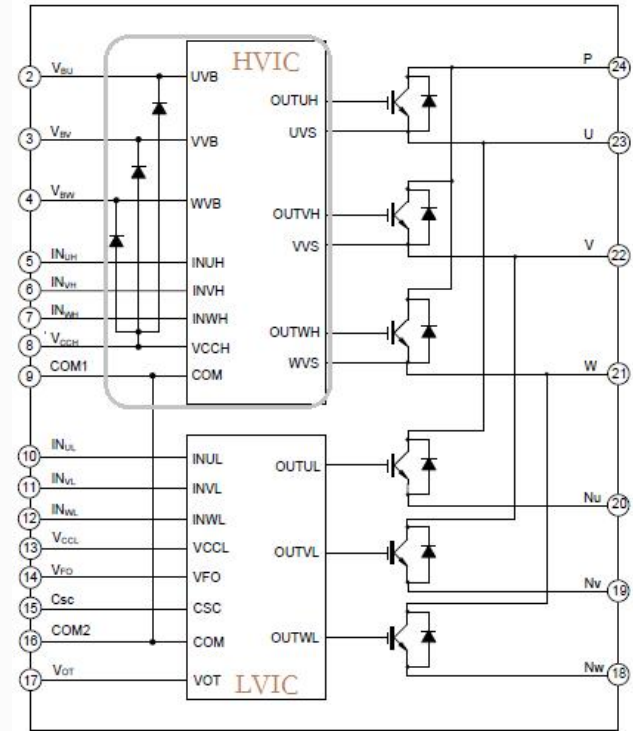 HVIC
2 VBU UVB
OUTUH
P 24
UVS
U 23
3 VBV VVB
4 VBW WVB
OUTVH
VVS
V 22
5 INUH INUH
6 INVH INVH
7 INWH INWH
OUTWH
8 VCCH VCCH
WVS
9 COM1 COM
W 21
10 INUL INUL
OUTUL
11 INVL INVL
Nu 20
12 INWL INWL
13 VCCL VCCL
OUTVL
14 VFO VFO
Nv 19
15 Csc CSC
16 COM2 COM
OUTWL
17 VOT VOT
Nw 18
LVIC